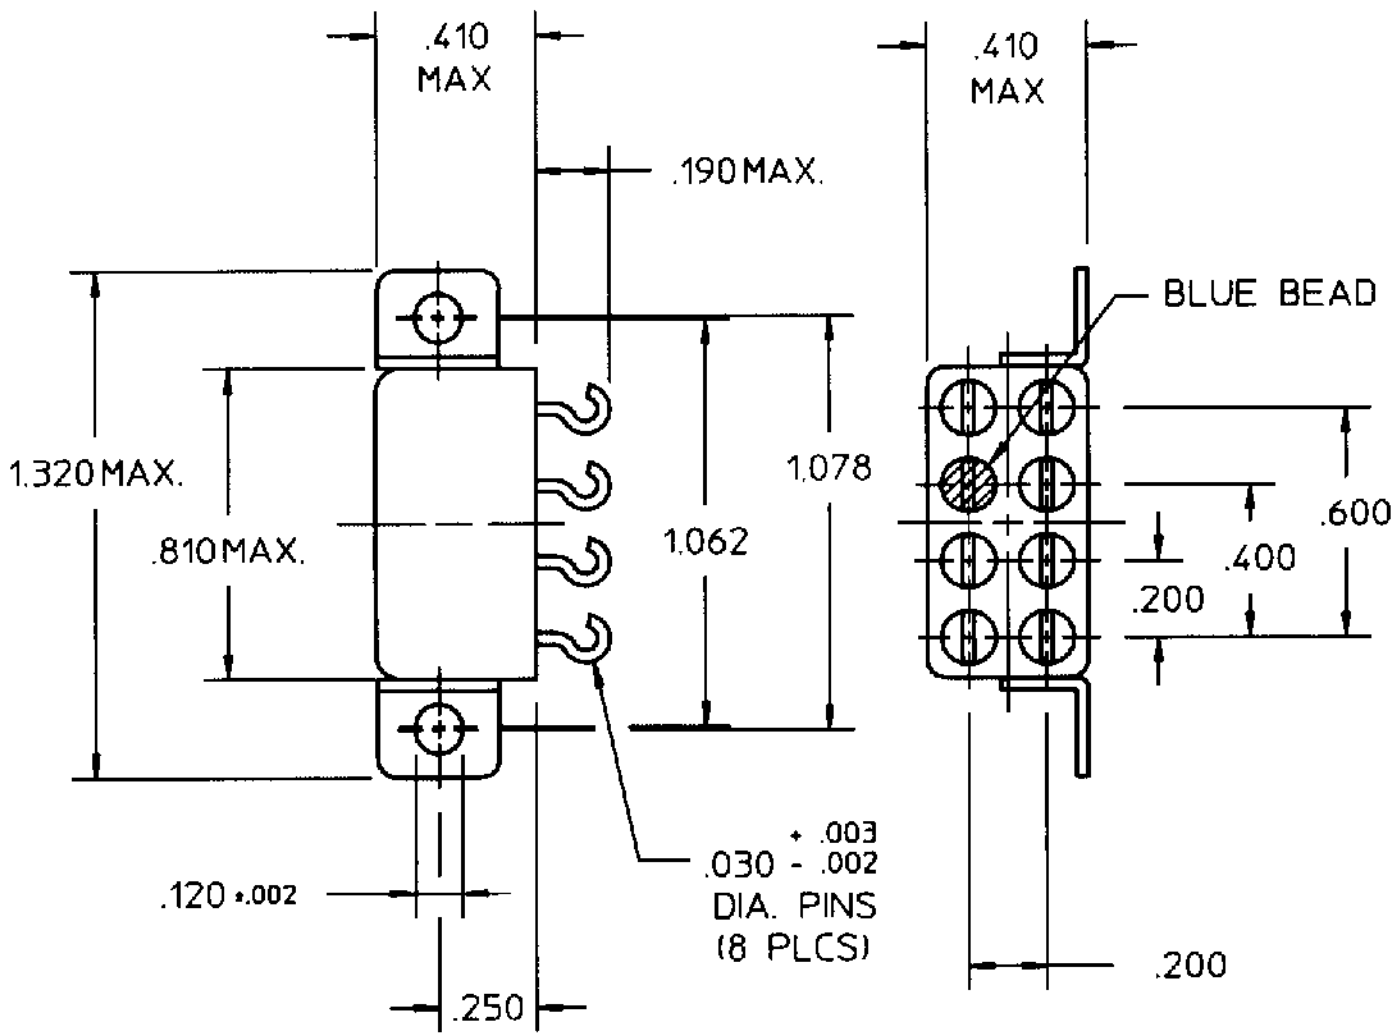 .410
MAX
.410
MAX
.190 MAX.
BLUE BEAD
1.320 MAX.
1.078
.810 MAX.
1.062
.600
.400
.200
+ .003
.030 - .002
DIA. PINS
(8 PLCS)
.120 ±.002
.200
.250